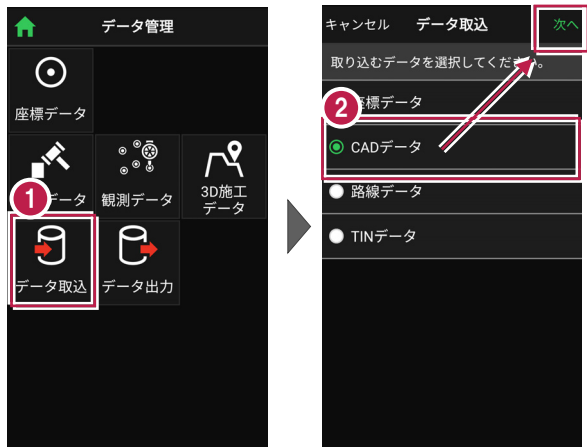 データ管理
座標データ
データ
観測データ
3D施工
データ
1
データ取込
データ出力
キャンセル
データ取込
次へ
取り込むデータを選択してください。
2
座標データ
CADデータ
路線データ
TINデータ